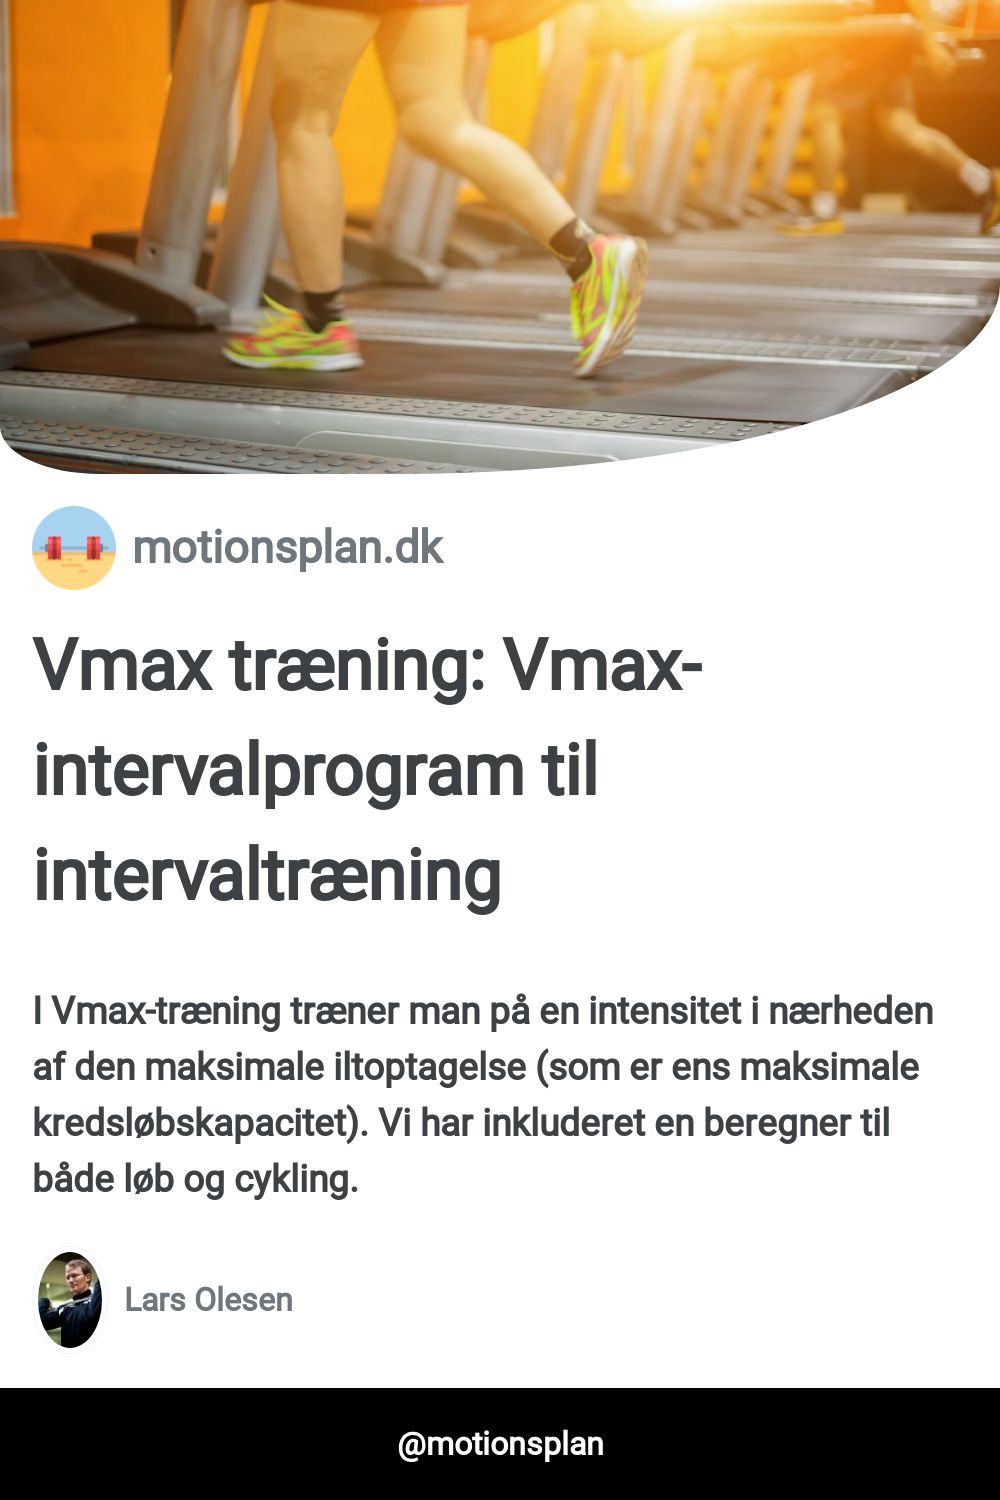 motionsplan.dk
Vmax træning: Vmax-
intervalprogram til
intervaltræning
I Vmax-træning træner man på en intensitet i nærheden
af den maksimale iltoptagelse (som er ens maksimale
kredsløbskapacitet). Vi har inkluderet en beregner til
både løb og cykling.
Lars Olesen
@motionsplan